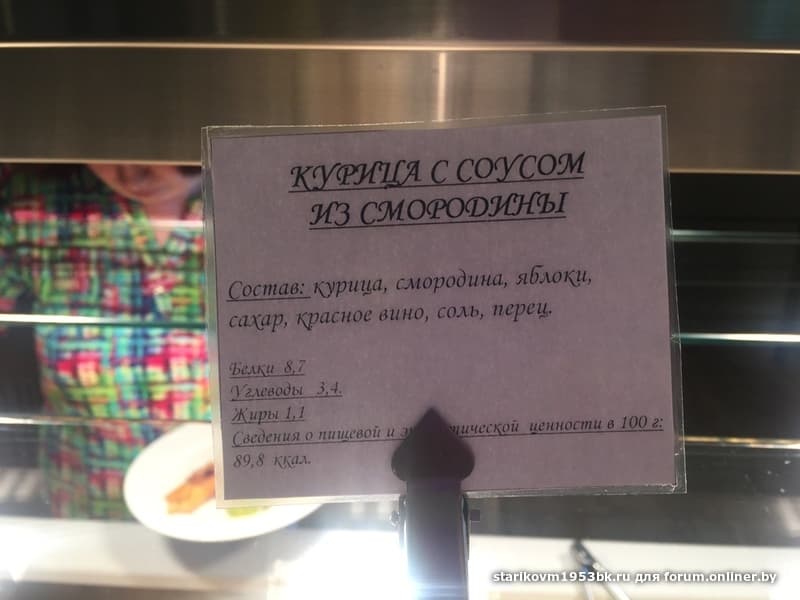 КУРИЦА С СОУСОМ
ИЗ СМОРОДИНЫ
Состав: курица, смородина, яблоки,
сахар, красное вино, соль, перец.
Белки 8,7
Углеводы 3,4.
Жиры 1,1
Сведения о пищевой и ценности в 100 г:
89,8 ккал.
starikovm1953bk.ru для forum.onliner.by